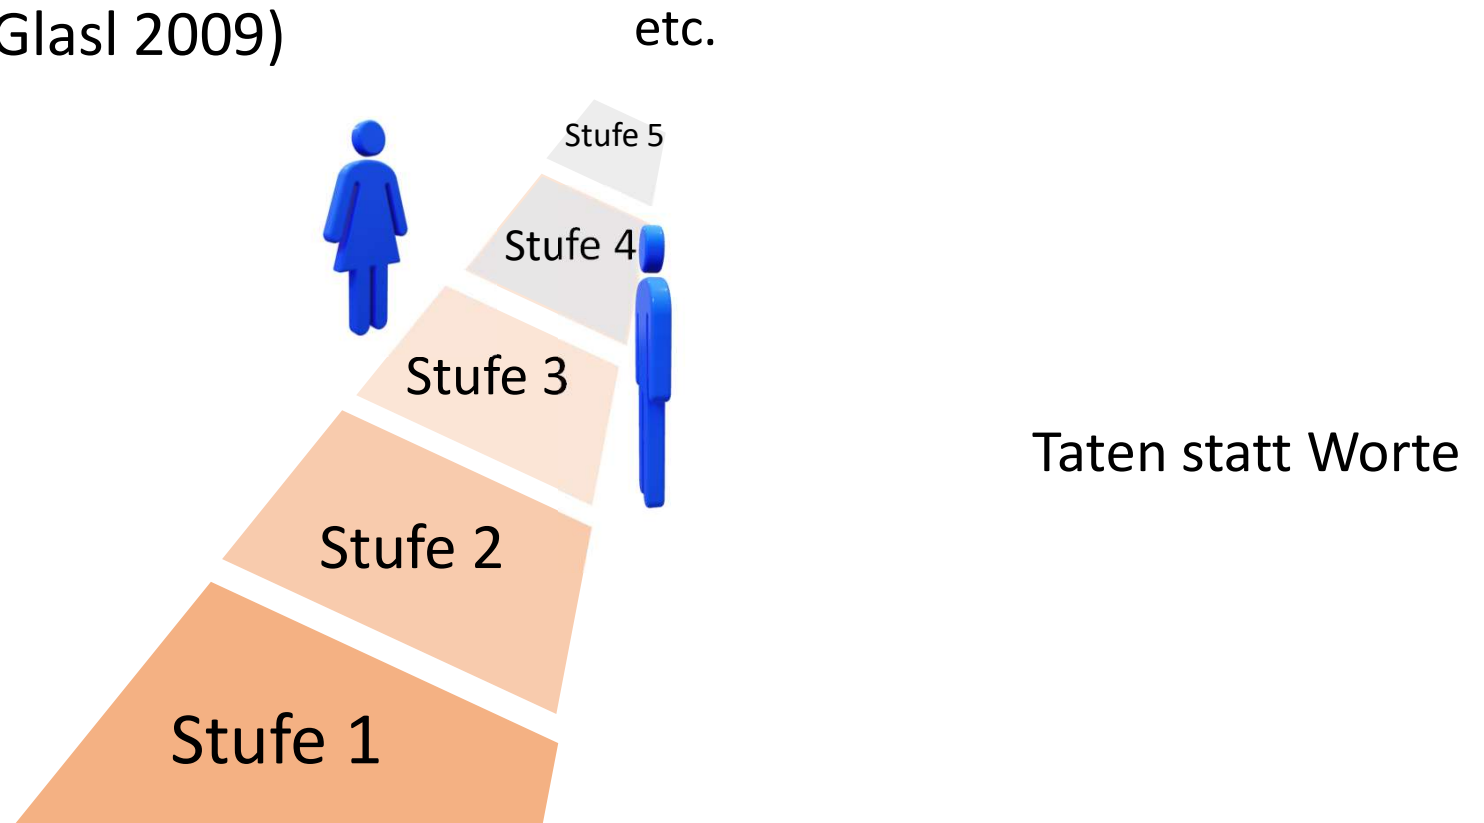 Glasl 2009)
etc.
Stufe 5
Stufe 4
Stufe 3
Taten statt Worte
Stufe 2
Stufe 1